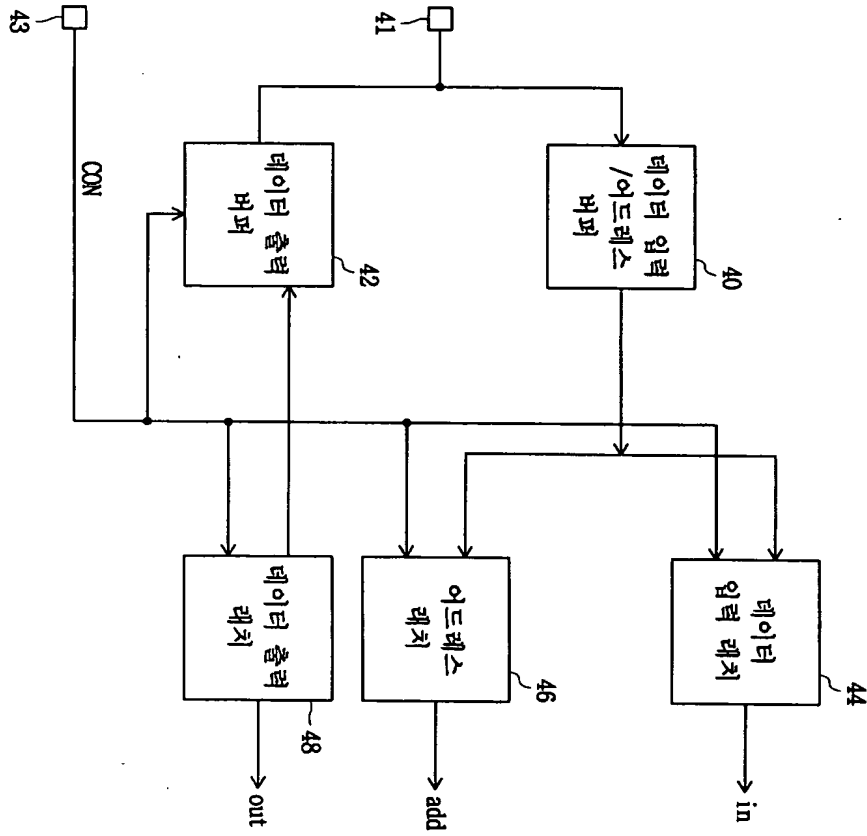 44
데이터
입력 래치
in
40
데이터 입력
/어드레스
버퍼
46
어드레스
래치
add
41
42
데이터 출력
버퍼
48
데이터 출력
래치
out
CON
43